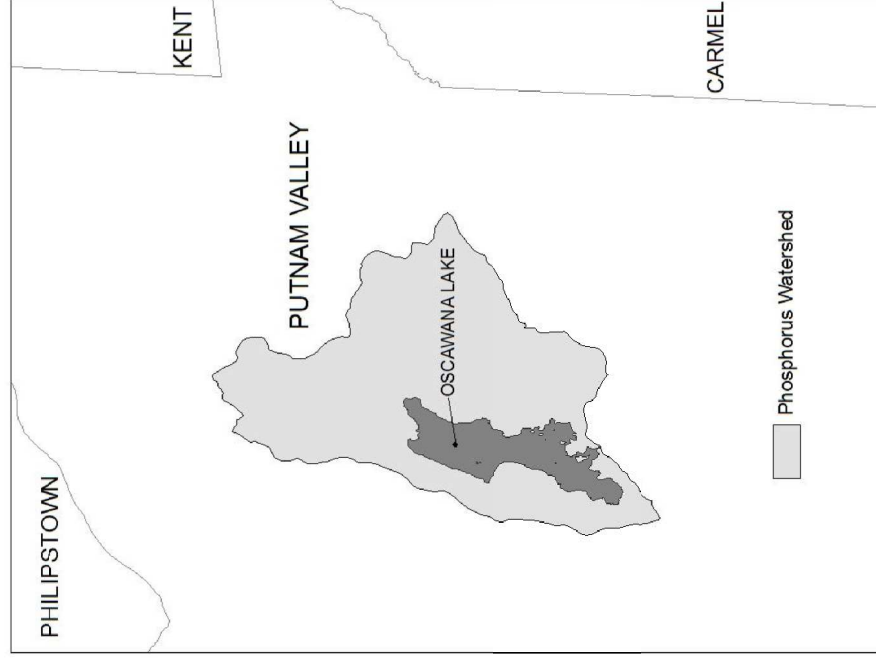 PHILIPSTOWN
KENT
PUTNAM VALLEY
OSCAWANA LAKE
CARMEL
Phosphorus Watershed